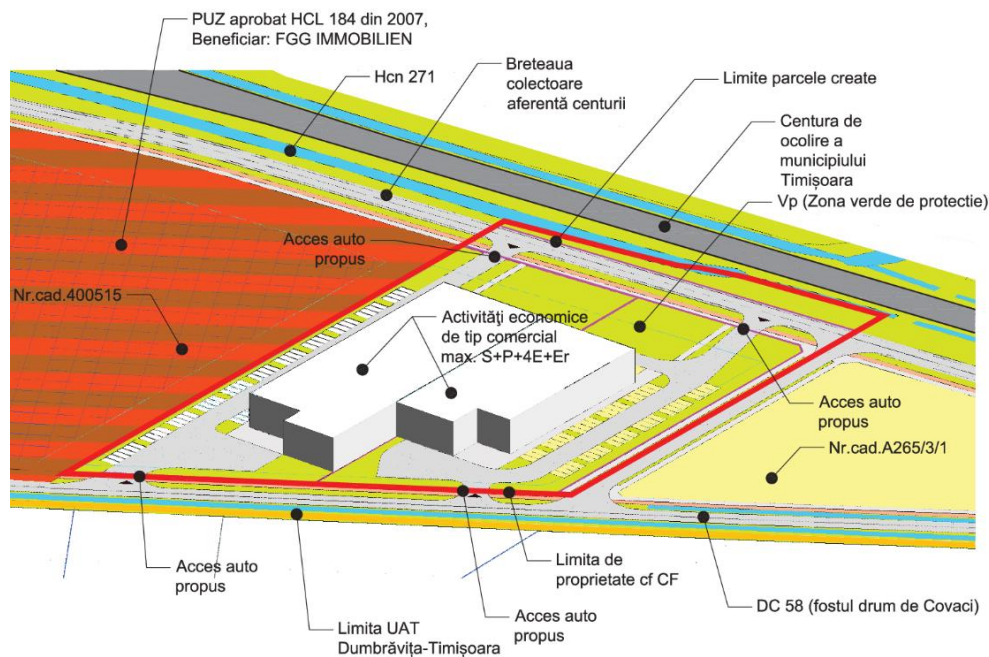 PUZ aprobat HCL 184 din 2007,
Beneficiar: FGG IMMOBILIEN
Hcn 271
Breteaua
colectoare
aferentă centurii
Limite parcele create
Centura de
ocolire a
municipiului
Timișoara
Vp (Zona verde de protectie)
Acces auto
propus
Nr.cad.400515
Activităţi economice
de tip comercial
max. S+P+4E+Er
Acces auto
propus
Nr.cad.A265/3/1
Acces auto
propus
Limita de
proprietate cf CF
Acces auto
propus
DC 58 (fostul drum de Covaci)
Limita UAT
Dumbrăvița-Timișoara